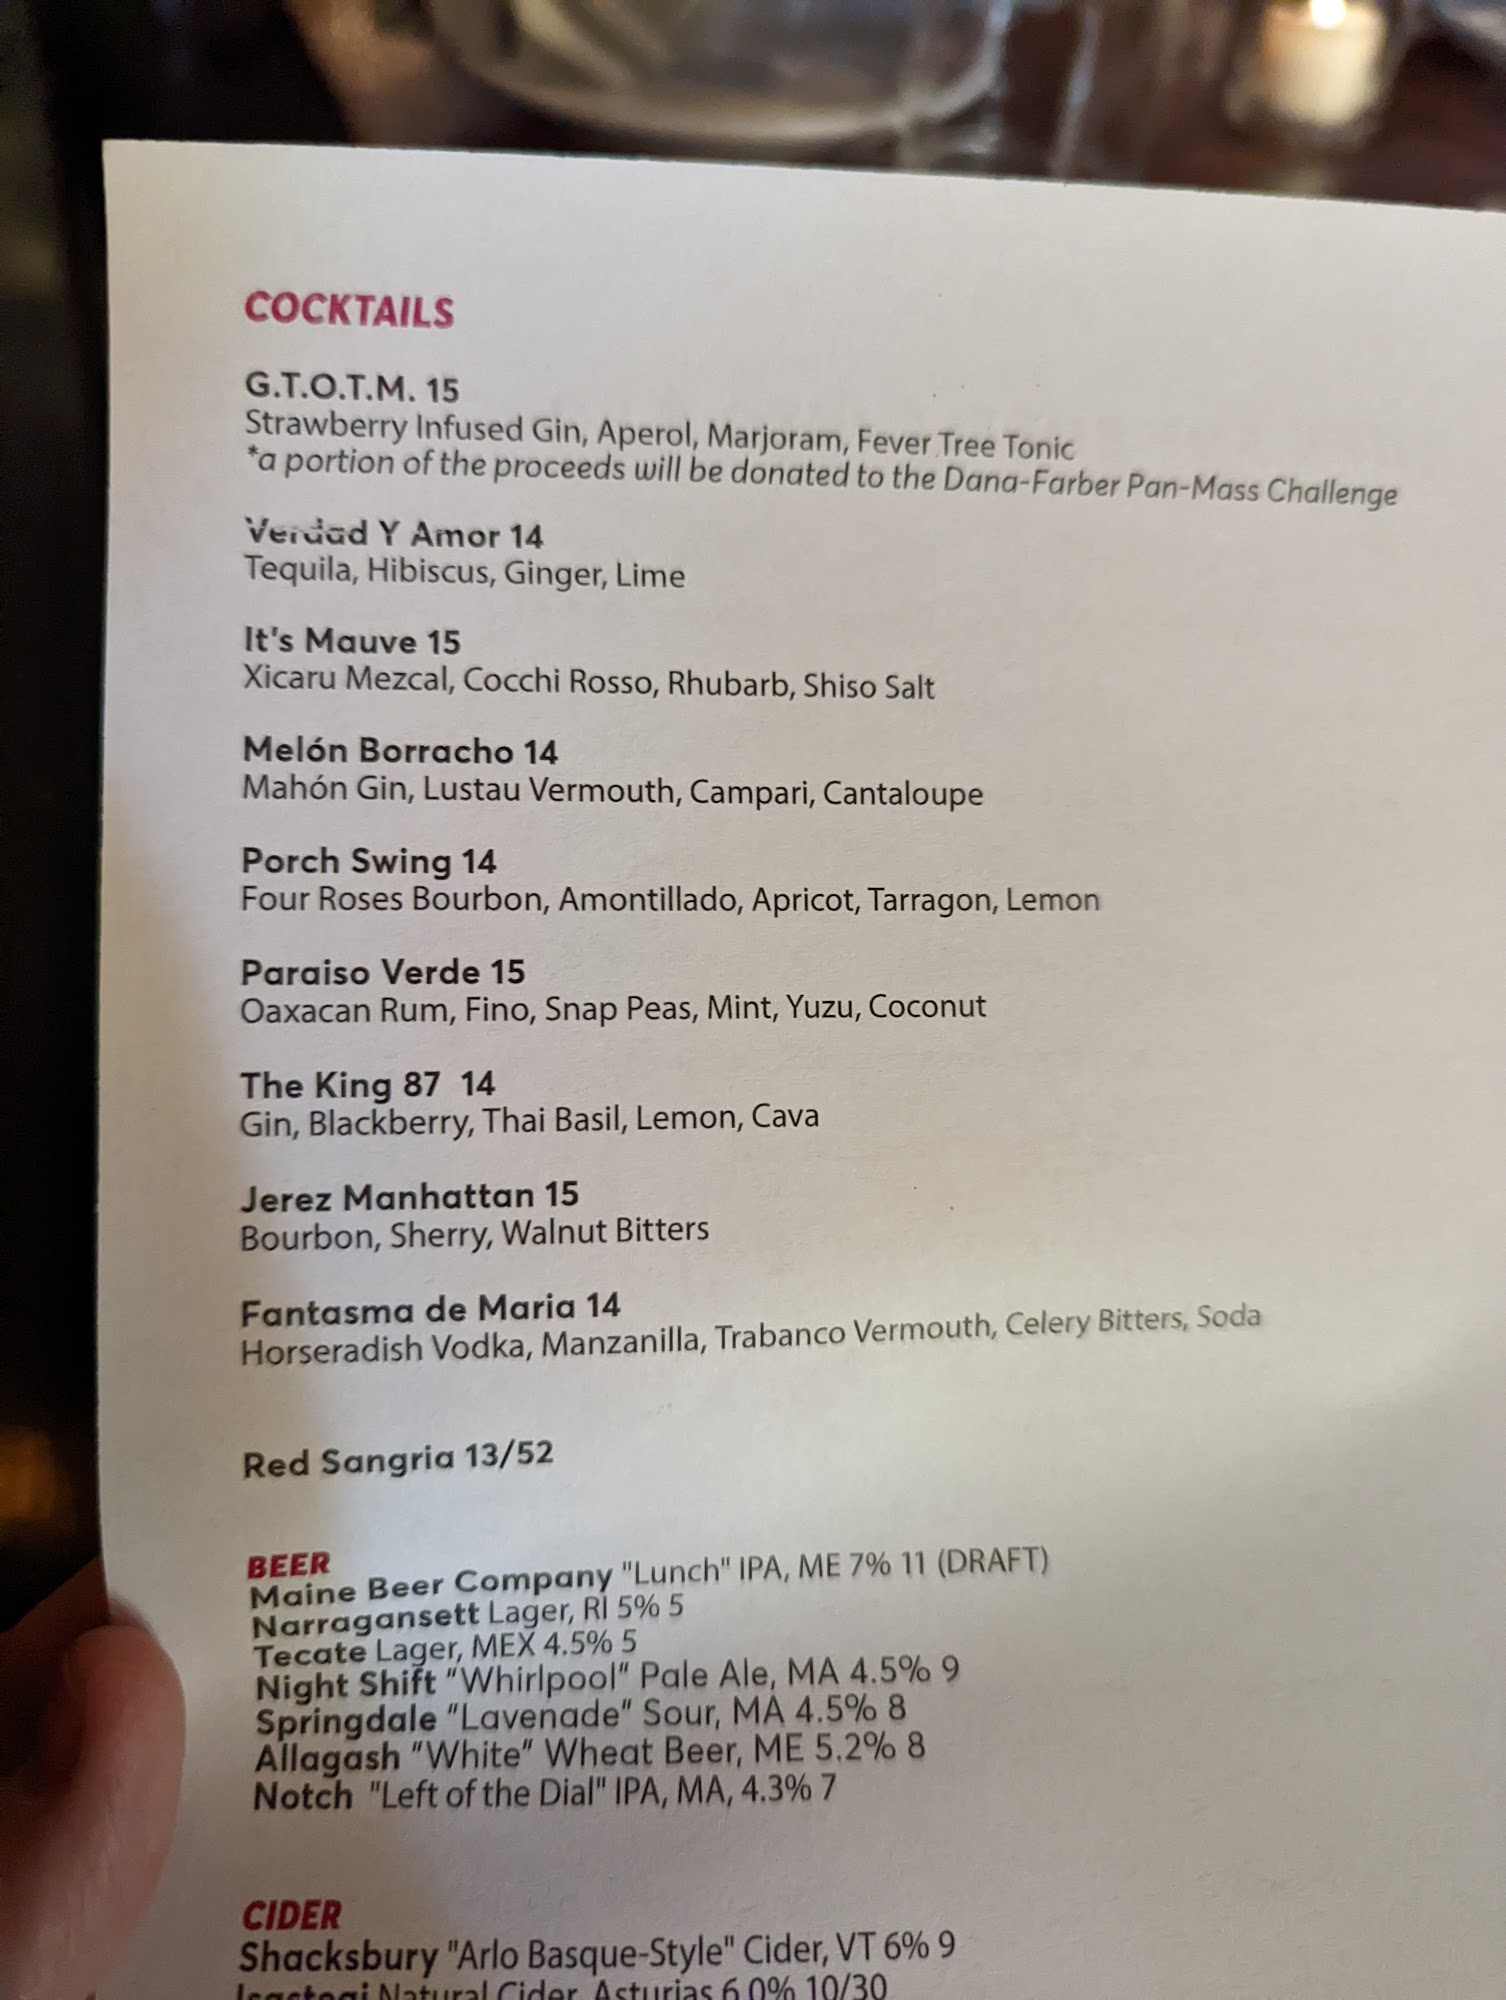 COCKTAILS
G.T.O.T.M. 15
Strawberry Infused Gin, Aperol, Marjoram, Fever Tree Tonic
*a portion of the proceeds will be donated to the Dana-Farber Pan-Mass Challenge
Verdad Y Amor 14
Tequila, Hibiscus, Ginger, Lime
It's Mauve 15
Xicaru Mezcal, Cocchi Rosso, Rhubarb, Shiso Salt
Melón Borracho 14
Mahón Gin, Lustau Vermouth, Campari, Cantaloupe
Porch Swing 14
Four Roses Bourbon, Amontillado, Apricot, Tarragon, Lemon
Paraiso Verde 15
Oaxacan Rum, Fino, Snap Peas, Mint, Yuzu, Coconut
The King 87 14
Gin, Blackberry, Thai Basil, Lemon, Cava
Jerez Manhattan 15
Bourbon, Sherry, Walnut Bitters
Fantasma de Maria 14
Horseradish Vodka, Manzanilla, Trabanco Vermouth, Celery Bitters, Soda
Red Sangria 13/52
BEER
Maine Beer Company "Lunch" IPA, ME 7% 11 (DRAFT)
Narragansett Lager, RI 5% 5
Tecate Lager, MEX 4.5% 5
Night Shift "Whirlpool" Pale Ale, MA 4.5% 9
Springdale "Lavenade" Sour, MA 4.5% 8
Allagash "White" Wheat Beer, ME 5.2% 8
Notch "Left of the Dial" IPA, MA, 4.3% 7
CIDER
Shacksbury "Arlo Basque-Style" Cider, VT 6% 9
Isastegi Natural Cider, Asturias 6.0% 10/30